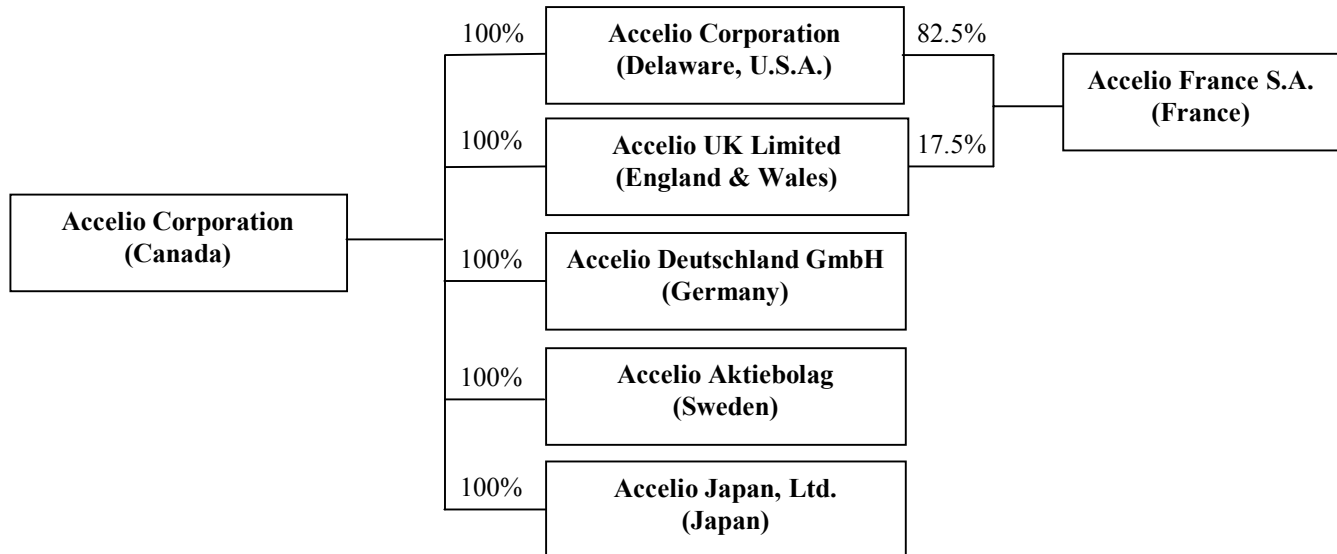 100%
Accelio Corporation
(Delaware, U.S.A.)
82.5%
Accelio France S.A.
(France)
100%
Accelio UK Limited
(England & Wales)
17.5%
Accelio Corporation
(Canada)
100%
Accelio Deutschland GmbH
(Germany)
100%
Accelio Aktiebolag
(Sweden)
100%
Accelio Japan, Ltd.
(Japan)